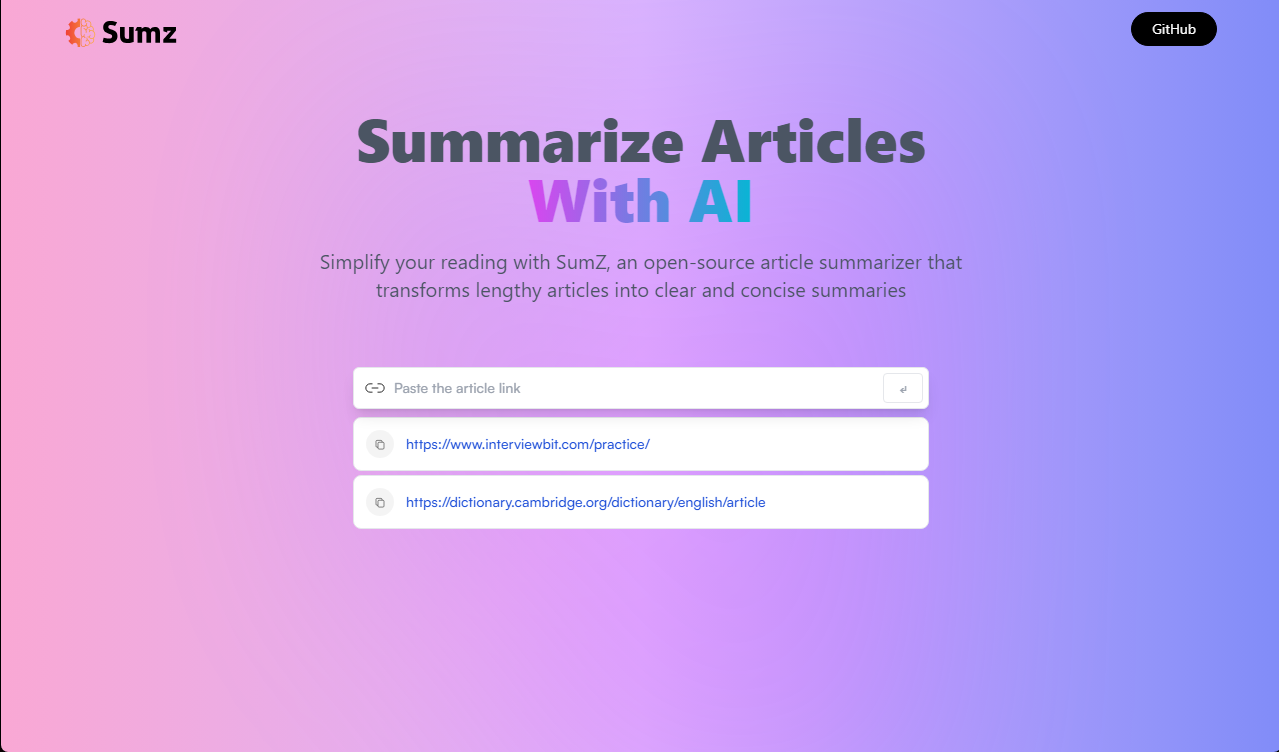 Sumz
GitHub
Summarize Articles
With AI
Simplify your reading with SumZ, an open-source article summarizer that
transforms lengthy articles into clear and concise summaries
Paste the article link
https://www.interviewbit.com/practice/
https://dictionary.cambridge.org/dictionary/english/article